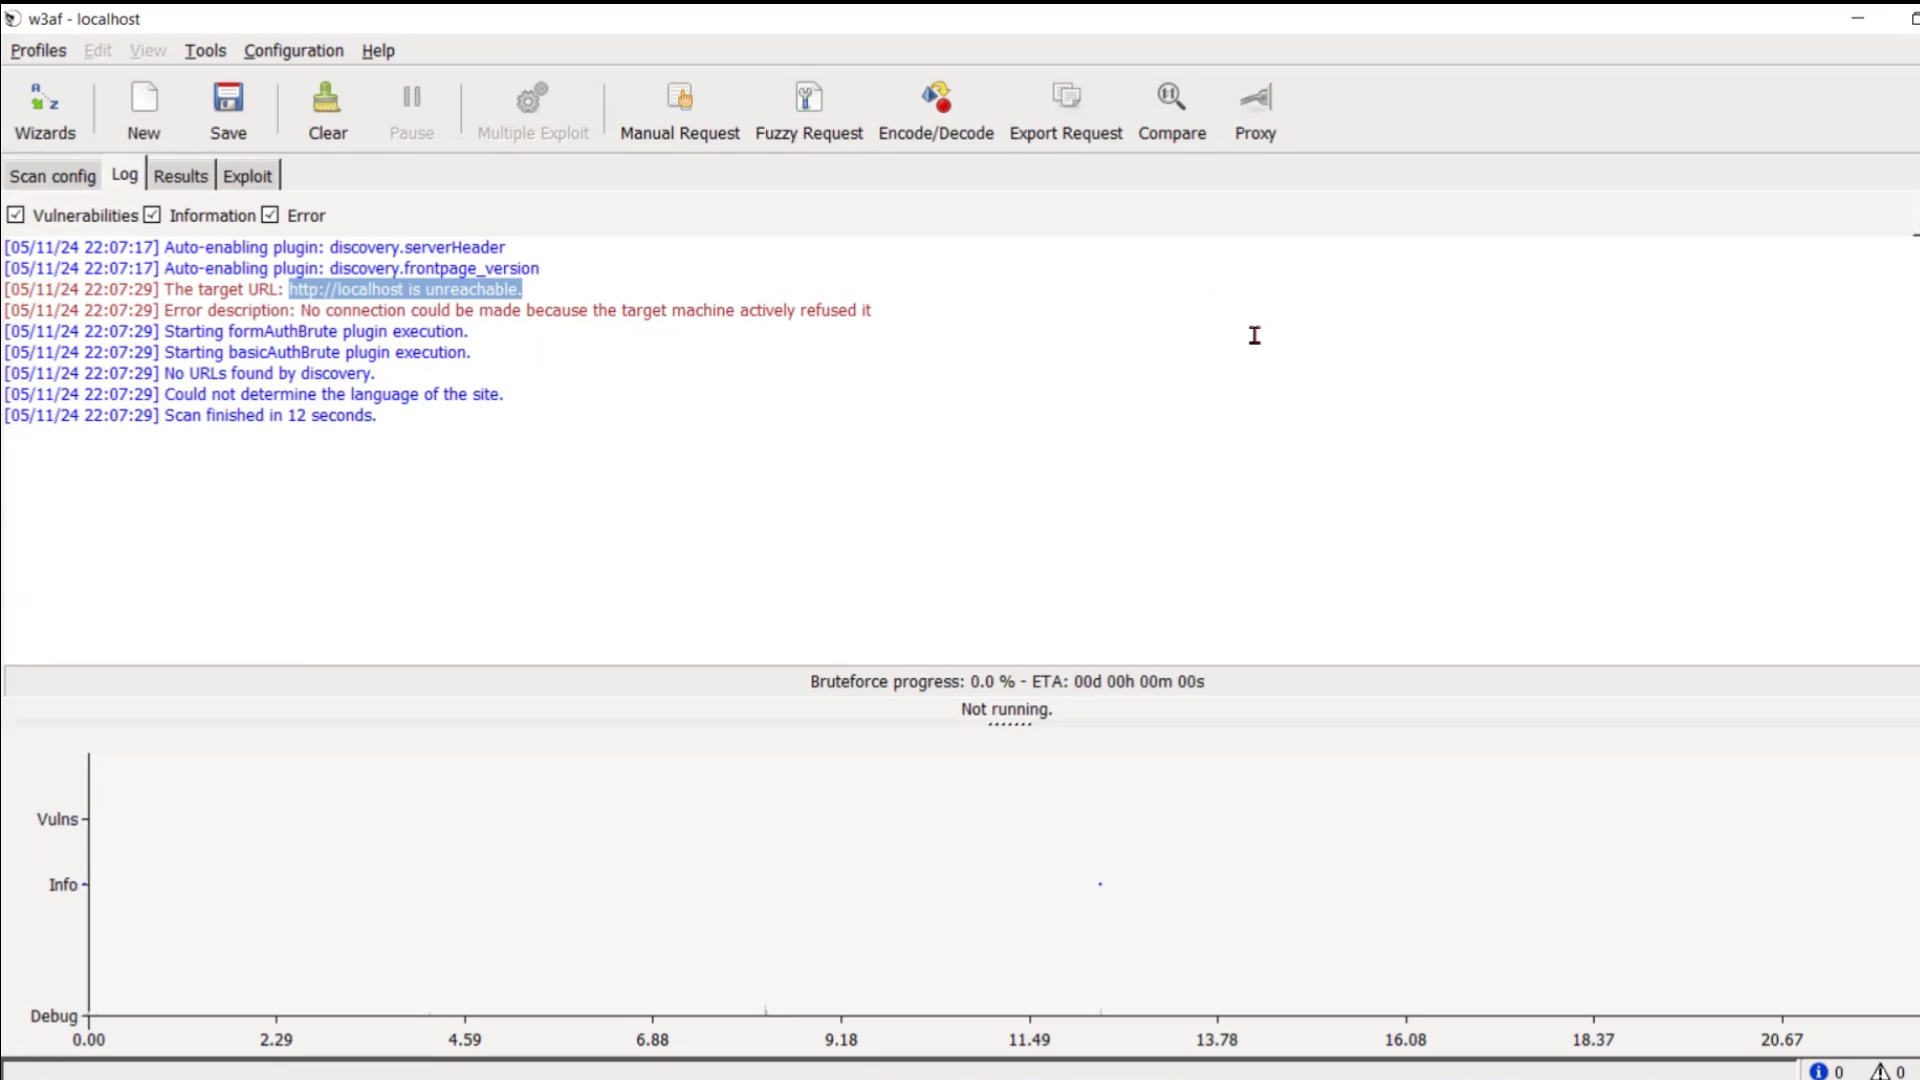 w3af - localhost
Profiles Edit View Tools Configuration Help
Wizards New Save Clear Pause Multiple Exploit Manual Request Fuzzy Request Encode/Decode Export Request Compare Proxy
Scan config Log Results Exploit
Vulnerabilities Information Error
[05/11/24 22:07:17] Auto-enabling plugin: discovery.serverHeader
[05/11/24 22:07:17] Auto-enabling plugin: discovery.frontpage_version
[05/11/24 22:07:29] The target URL: http://localhost is unreachable.
[05/11/24 22:07:29] Error description: No connection could be made because the target machine actively refused it
[05/11/24 22:07:29] Starting formAuthBrute plugin execution.
[05/11/24 22:07:29] Starting basicAuthBrute plugin execution.
[05/11/24 22:07:29] No URLs found by discovery.
[05/11/24 22:07:29] Could not determine the language of the site.
[05/11/24 22:07:29] Scan finished in 12 seconds.
Bruteforce progress: 0.0 % - ETA: 00d 00h 00m 00s
Not running.
Vulns
Info
Debug
0.00 2.29 4.59 6.88 9.18 11.49 13.78 16.08 18.37 20.67
0 0